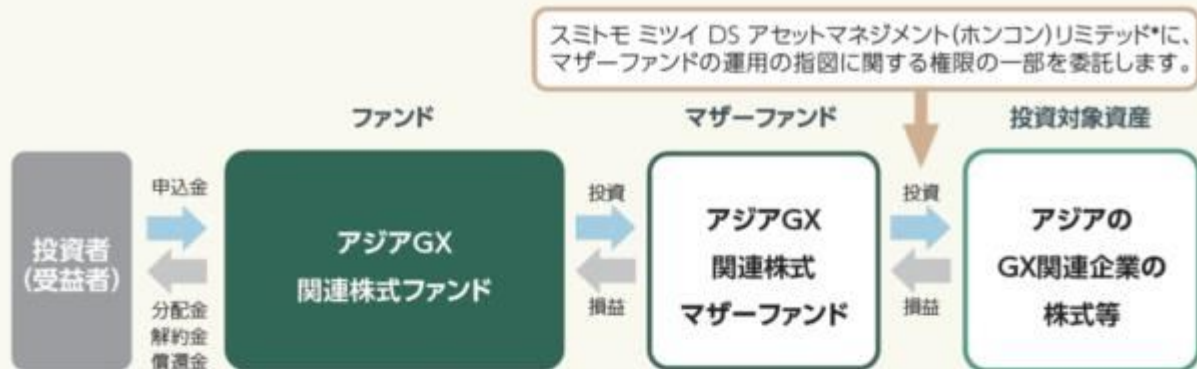 スミトモ ミツイ DS アセットマネジメント(ホンコン)リミテッド*に、
マザーファンドの運用の指図に関する権限の一部を委託します。
ファンド
マザーファンド
投資対象資産
投資者
(受益者)
申込金
分配金
解約金
償還金
アジアGX
関連株式ファンド
投資
損益
アジアGX
関連株式
マザーファンド
投資
損益
アジアの
GX関連企業の
株式等